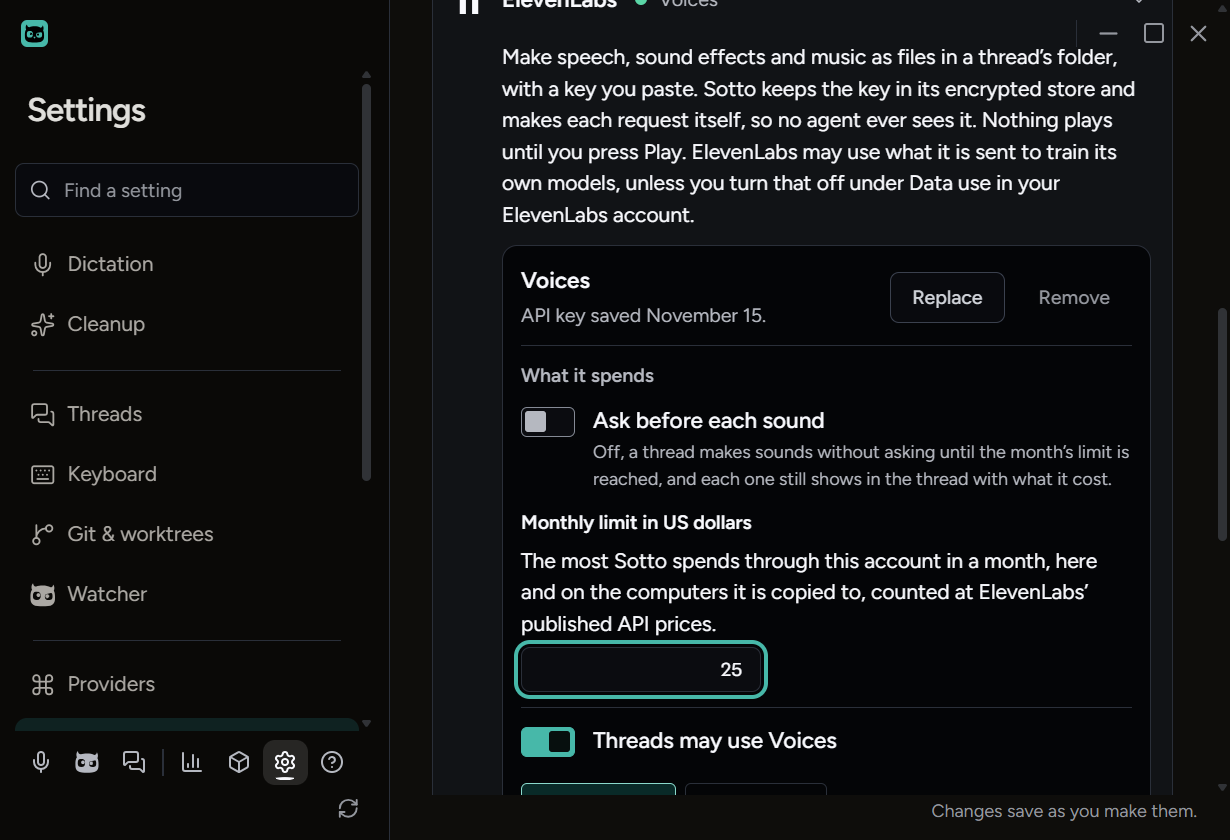 ElevenLabs
Voices
Settings
Find a setting
Dictation
Cleanup
Threads
Keyboard
Git & worktrees
Watcher
Providers
Make speech, sound effects and music as files in a thread’s folder,
with a key you paste. Sotto keeps the key in its encrypted store and
makes each request itself, so no agent ever sees it. Nothing plays
until you press Play. ElevenLabs may use what it is sent to train its
own models, unless you turn that off under Data use in your
ElevenLabs account.
Voices
API key saved November 15.
Replace
Remove
What it spends
Ask before each sound
Off, a thread makes sounds without asking until the month’s limit is
reached, and each one still shows in the thread with what it cost.
Monthly limit in US dollars
The most Sotto spends through this account in a month, here
and on the computers it is copied to, counted at ElevenLabs’
published API prices.
25
Threads may use Voices
Changes save as you make them.